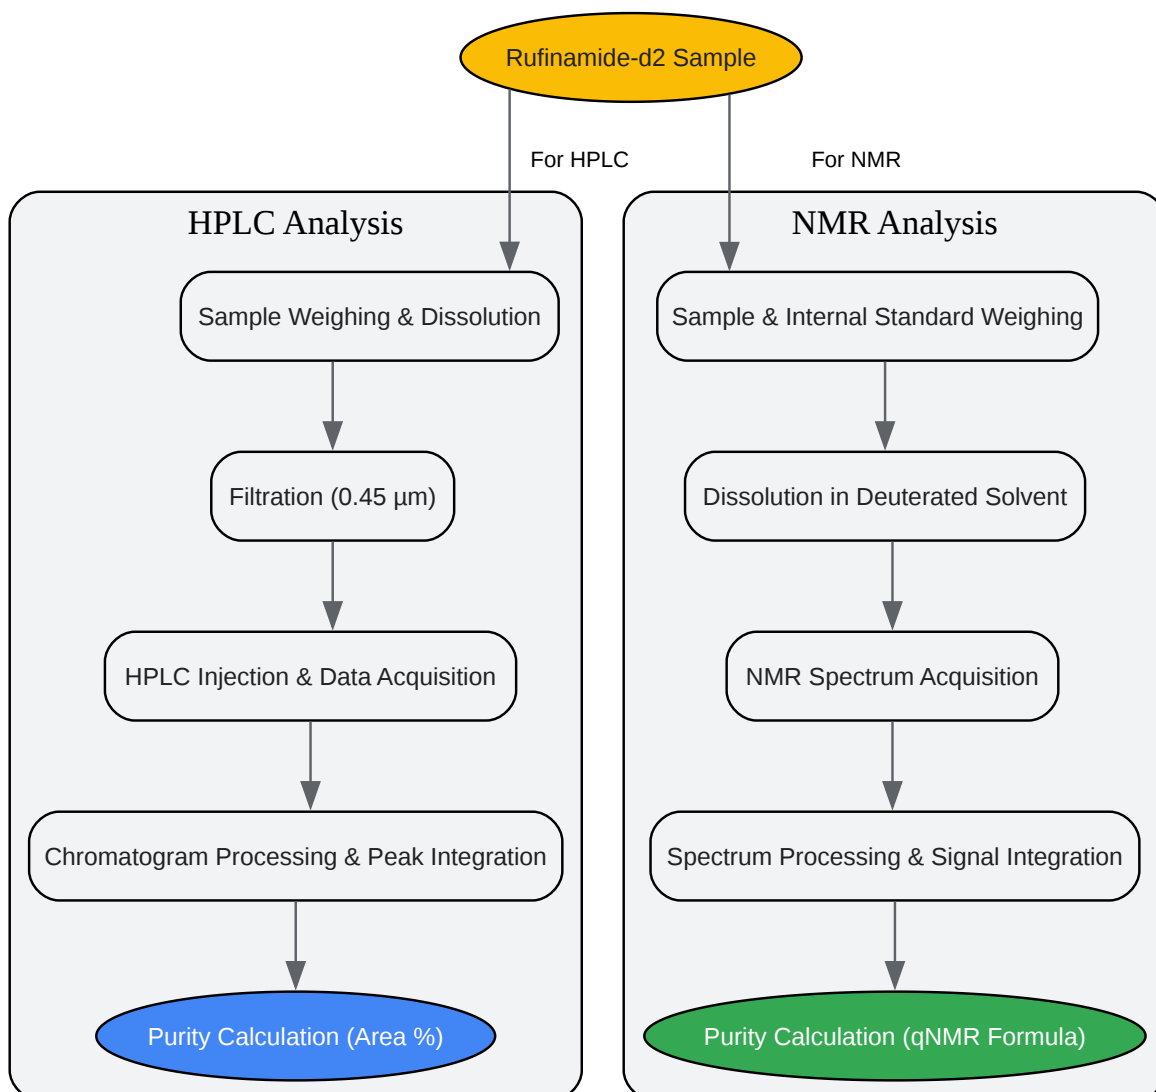 Rufinamide-d2 Sample
For HPLC
For NMR
HPLC Analysis
Sample Weighing & Dissolution
Filtration (0.45 µm)
HPLC Injection & Data Acquisition
Chromatogram Processing & Peak Integration
Purity Calculation (Area %)
NMR Analysis
Sample & Internal Standard Weighing
Dissolution in Deuterated Solvent
NMR Spectrum Acquisition
Spectrum Processing & Signal Integration
Purity Calculation (qNMR Formula)